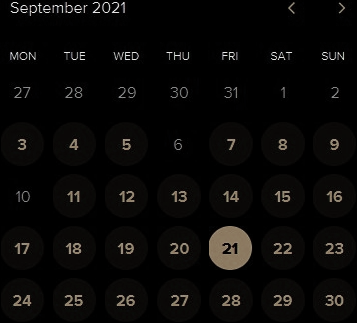 September 2021
MON TUE WED THU FRI SAT SUN
27 28 29 30 31 1 2
3 4 5 6 7 8 9
10 11 12 13 14 15 16
17 18 19 20 21 22 23
24 25 26 27 28 29 30